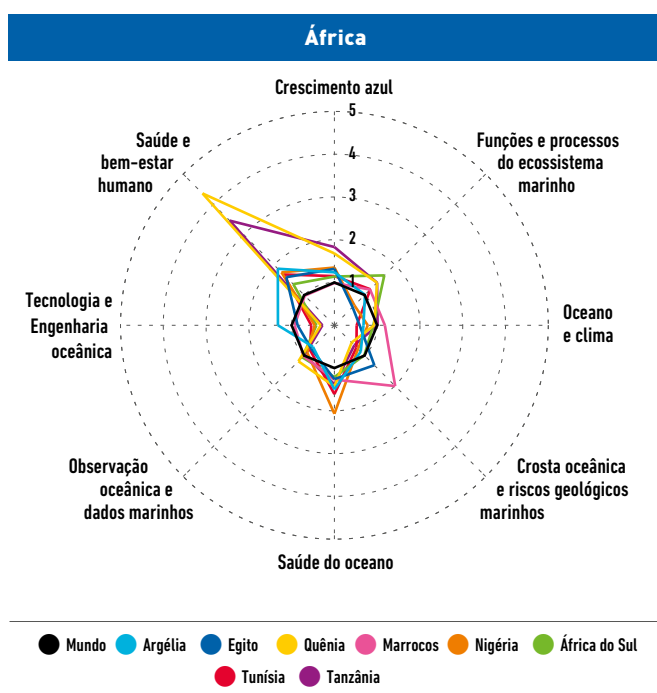 África
Crescimento azul
5
4
3
2
1
Funções e processos
do ecossistema
marinho
Oceano
e clima
Crosta oceânica
e riscos geológicos
marinhos
Saúde do oceano
Observação
oceânica e
dados marinhos
Tecnologia e
Engenharia
oceânica
Saúde e
bem-estar
humano
Mundo Argélia Egito Quênia Marrocos Nigéria África do Sul
Tunísia Tanzânia